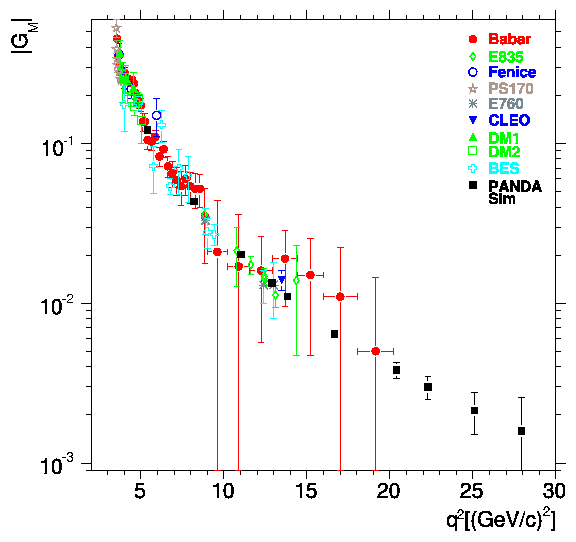 |G_M|
Babar
E835
Fenice
PS170
E760
CLEO
DM1
DM2
BES
PANDA
Sim
10^-1
10^-2
10^-3
5 10 15 20 25 30
q^2[(GeV/c)^2]